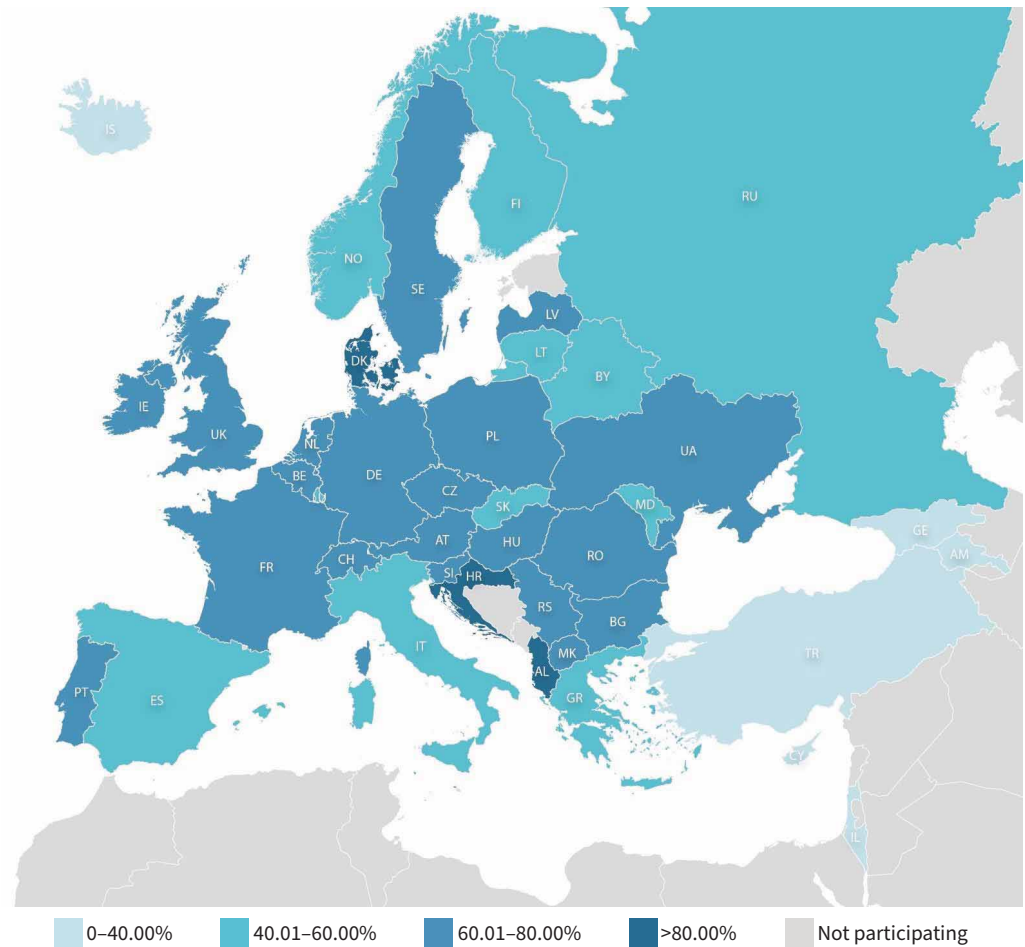 IS
RU
FI
NO
SE
LV
LT
DK
BY
IE
UK
NL
PL
BE
DE
UA
LU
CZ
SK
MD
FR
CH
AT
HU
RO
SI
HR
RS
BG
IT
MK
AL
GR
PT
ES
GE
AM
TR
CY
IL
0–40.00%
40.01–60.00%
60.01–80.00%
>80.00%
Not participating